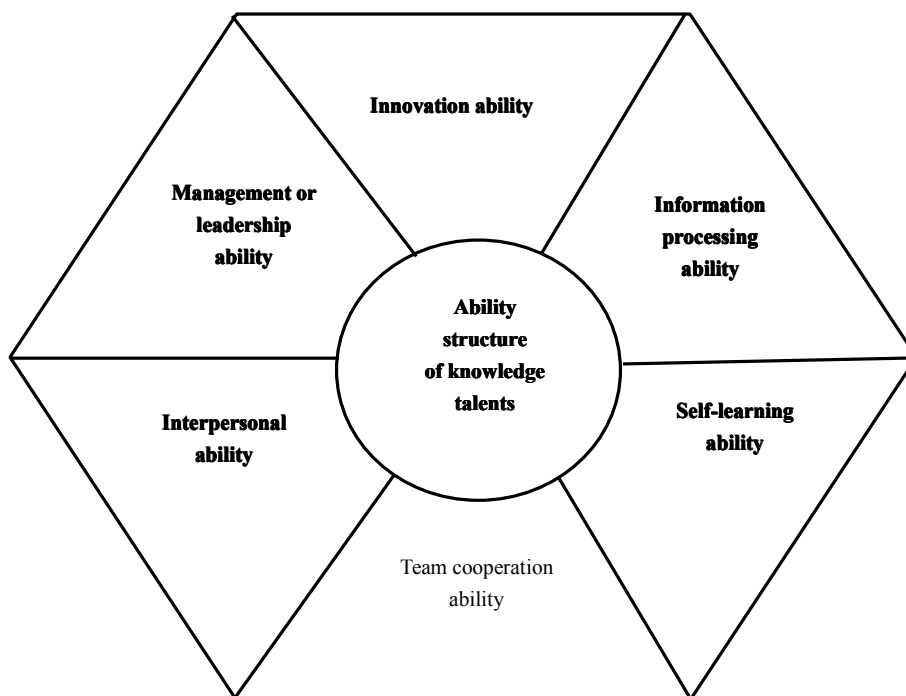 Innovation ability
Management or
leadership
ability
Information
processing
ability
Ability
structure
of knowledge
talents
Interpersonal
ability
Self-learning
ability
Team cooperation
ability